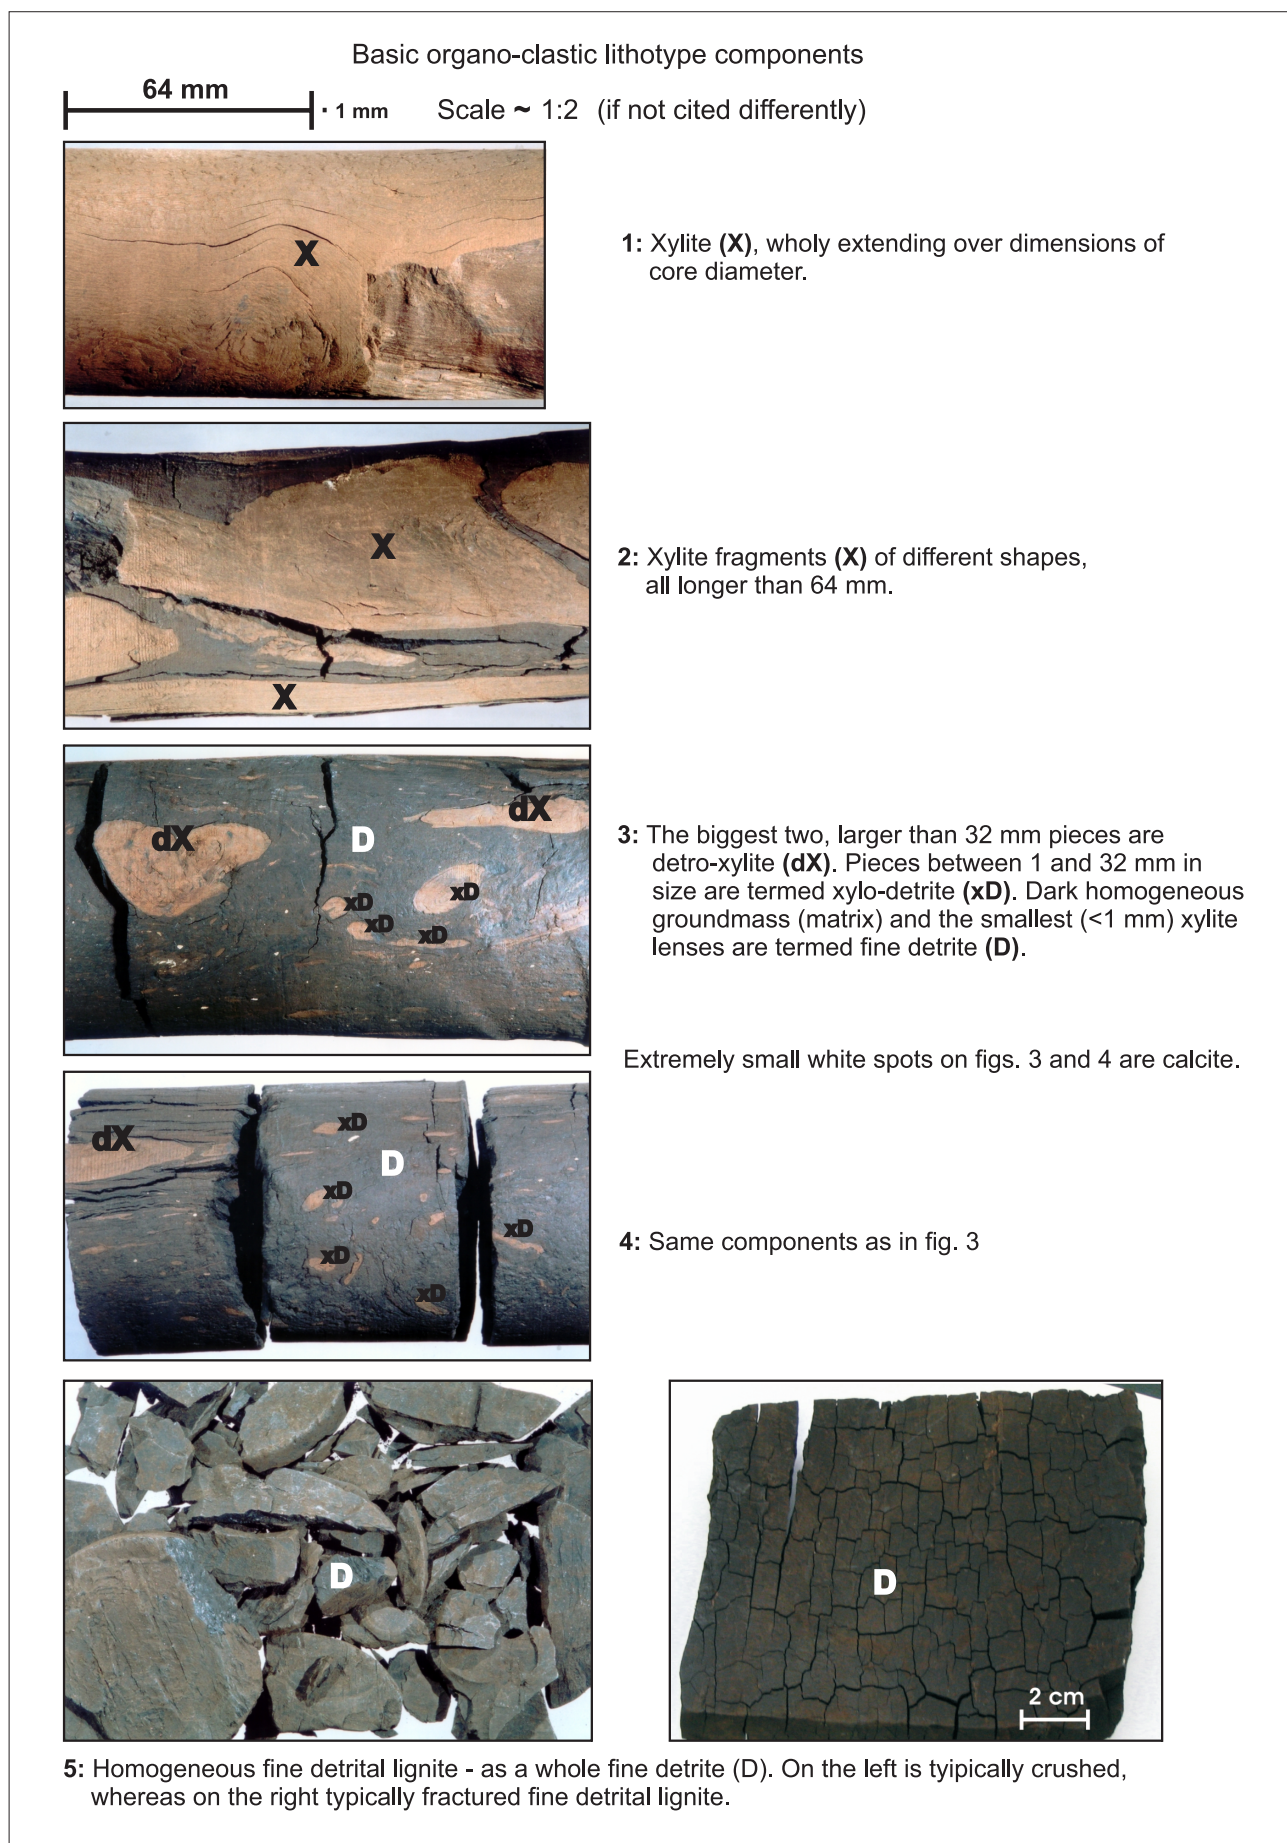 Basic organo-clastic lithotype components
64 mm
1 mm
Scale ~ 1:2 (if not cited differently)
X
1: Xylite (X), wholy extending over dimensions of
core diameter.
X
X
2: Xylite fragments (X) of different shapes,
all longer than 64 mm.
dX
D
dX
xD
xD
xD
xD
3: The biggest two, larger than 32 mm pieces are
detro-xylite (dX). Pieces between 1 and 32 mm in
size are termed xylo-detrite (xD). Dark homogeneous
groundmass (matrix) and the smallest (<1 mm) xylite
lenses are termed fine detrite (D).
Extremely small white spots on figs. 3 and 4 are calcite.
dX
xD
D
xD
xD
xD
xD
4: Same components as in fig. 3
D
D
2 cm
5: Homogeneous fine detrital lignite - as a whole fine detrite (D). On the left is tyipically crushed,
whereas on the right typically fractured fine detrital lignite.